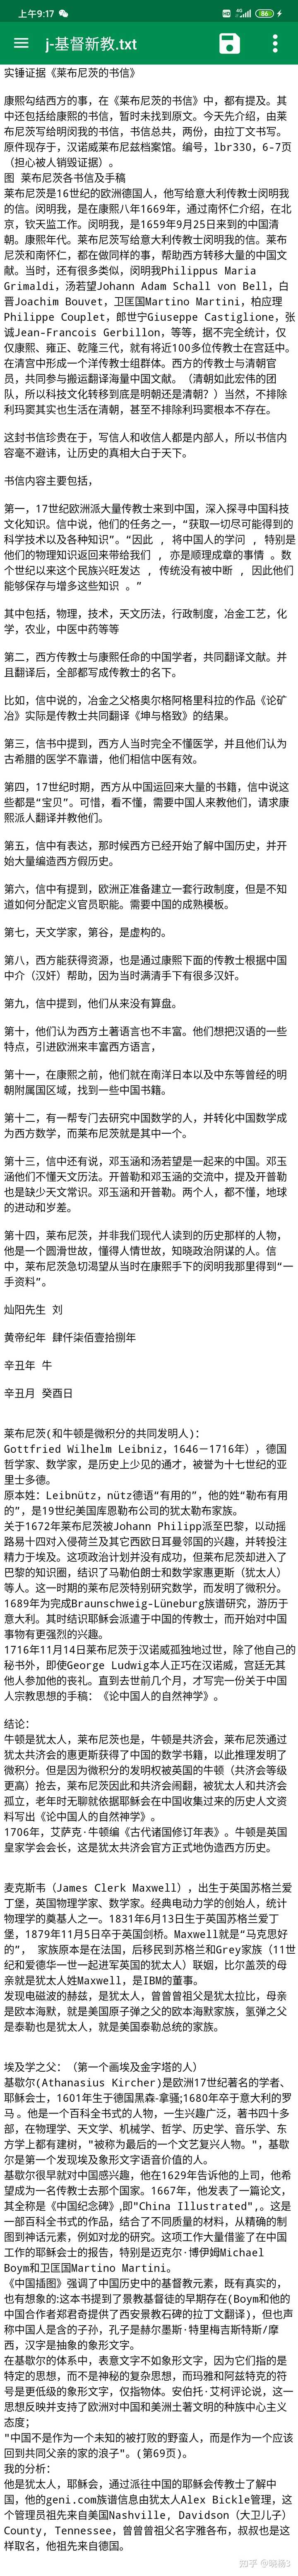 上午9:17
86
j-基督新教.txt
实锤证据《莱布尼茨的书信》
康熙勾结西方的事，在《莱布尼茨的书信》中，都有提及。其
中还包括给康熙的书信，暂时未找到原文。今天先介绍，由莱
布尼茨写给明闵我的书信，书信总共，两份，由拉丁文书写。
原件现存于，汉诺威莱布尼兹档案馆。编号，lbr330，6-7页
（担心被人销毁证据）。
图 莱布尼茨各书信及手稿
莱布尼茨是16世纪的欧洲德国人，他写给意大利传教士闵明我
的信。闵明我，是在康熙八年1669年，通过南怀仁介绍，在北
京，钦天监工作。闵明我，是1659年9月25日来到的中国清
朝。康熙年代。莱布尼茨写给意大利传教士闵明我的信。莱布
尼茨和南怀仁，都在做同样的事，帮助西方转移大量的中国文
献。当时，还有很多类似，闵明我Philippus Maria
Grimaldi，汤若望Johann Adam Schall von Bell，白
晋Joachim Bouvet，卫匡国Martino Martini，柏应理
Philippe Couplet，郎世宁Giuseppe Castiglione，张
诚Jean-Francois Gerbillon，等等，据不完全统计，仅
仅康熙、雍正、乾隆三代，就有将近100多位传教士在宫廷中。
在清宫中形成一个洋传教士组群体。西方的传教士与清朝官
员，共同参与搬运翻译海量中国文献。（清朝如此宏伟的团
队，所以科技文化转移到底是明朝还是清朝？）当然，不排除
利玛窦其实也生活在清朝，甚至不排除利玛窦根本不存在。
这封书信珍贵在于，写信人和收信人都是内部人，所以书信内
容毫不避讳，让历史的真相大白于天下。
书信内容主要包括，
第一，17世纪欧洲派大量传教士来到中国，深入探寻中国科技
文化知识。信中说，他们的任务之一，“获取一切尽可能得到的
科学技术以及各种知识”。“因此 ，将中国人的学问 ，特别是
他们的物理知识返回来带给我们 ，亦是顺理成章的事情 。数
个世纪以来这个民族兴旺发达 ，传统没有被中断 ，因此他们
能够保存与增多这些知识 。”
其中包括，物理，技术，天文历法，行政制度，冶金工艺，化
学，农业，中医中药等等
第二，西方传教士与康熙任命的中国学者，共同翻译文献。并
且翻译后，全部都写成传教士的名下。
比如，信中说的，冶金之父格奥尔格阿格里科拉的作品《论矿
冶》实际是传教士共同翻译《坤与格致》的结果。
第三，信书中提到，西方人当时完全不懂医学，并且他们认为
古希腊的医学不靠谱，他们相信中医有效。
第四，17世纪时期，西方从中国运回来大量的书籍，信中说这
些都是“宝贝”。可惜，看不懂，需要中国人来教他们，请求康
熙派人翻译并教他们。
第五，信中有表达，那时候西方已经开始了解中国历史，并开
始大量编造西方假历史。
第六，信中有提到，欧洲正准备建立一套行政制度，但是不知
道如何分配定义官员职能。需要中国的成熟模板。
第七，天文学家，第谷，是虚构的。
第八，西方能获得资源，也是通过康熙下面的传教士根据中国
中介（汉奸）帮助，因为当时满清手下有很多汉奸。
第九，信中提到，他们从来没有算盘。
第十，他们认为西方土著语言也不丰富。他们想把汉语的一些
特点，引进欧洲来丰富西方语言，
第十一，在康熙之前，他们就在南洋日本以及中东等曾经的明
朝附属国区域，找到一些中国书籍。
第十二，有一帮专门去研究中国数学的人，并转化中国数学成
为西方数学，而莱布尼茨就是其中一个。
第十三，信中还有说，邓玉涵和汤若望是一起来的中国。邓玉
涵他们不懂天文历法。开普勒和邓玉涵的交流中，提及开普勒
也是缺少天文常识。邓玉涵和开普勒。两个人，都不懂，地球
的进动和岁差。
第十四，莱布尼茨，并非我们现代人读到的历史那样的人物，
他是一个圆滑世故，懂得人情世故，知晓政治阴谋的人。信
中，莱布尼茨急切渴望从当时在康熙手下的闵明我那里得到“一
手资料”。
灿阳先生 刘
黄帝纪年 肆仟柒佰壹拾捌年
辛丑年 牛
辛丑月 癸酉日
莱布尼茨(和牛顿是微积分的共同发明人)：
Gottfried Wilhelm Leibniz，1646－1716年），德国
哲学家、数学家，是历史上少见的通才，被誉为十七世纪的亚
里士多德。
原本姓：Leibnütz，nütz德语“有用的”，他的姓“勒布有用
的”，是19世纪美国库恩勒布公司的犹太勒布家族。
关于1672年莱布尼茨被Johann Philipp派至巴黎，以动摇
路易十四对入侵荷兰及其它西欧日耳曼邻国的兴趣，并转投注
精力于埃及。这项政治计划并没有成功，但莱布尼茨却进入了
巴黎的知识圈，结识了马勒伯朗士和数学家惠更斯（犹太人）
等人。这一时期的莱布尼茨特别研究数学，而发明了微积分。
1689年为完成Braunschweig-Lüneburg族谱研究，游历于
意大利。其时结识耶稣会派遣于中国的传教士，而开始对中国
事物有更强烈的兴趣。
1716年11月14日莱布尼茨于汉诺威孤独地过世，除了他自己的
秘书外，即使George Ludwig本人正巧在汉诺威，宫廷无其
他人参加他的丧礼。直到去世前几个月，才写完一份关于中国
人宗教思想的手稿：《论中国人的自然神学》。
结论：
牛顿是犹太人，莱布尼茨也是，牛顿是共济会，莱布尼茨通过
犹太共济会的惠更斯获得了中国的数学书籍，以此推理发明了
微积分。但是因为微积分的发明权被英国的牛顿（共济会等级
更高）抢去，莱布尼茨因此和共济会闹翻，被犹太人和共济会
孤立，老年时无聊就依据耶稣会在中国收集过来的历史人文资
料写出《论中国人的自然神学》。
1706年，艾萨克·牛顿编《古代诸国修订年表》。牛顿是英国
皇家学会会长，这是犹太共济会官方正式地伪造西方历史。
麦克斯韦（James Clerk Maxwell），出生于英国苏格兰爱
丁堡，英国物理学家、数学家。经典电动力学的创始人，统计
物理学的奠基人之一。1831年6月13日生于英国苏格兰爱丁
堡，1879年11月5日卒于英国剑桥。Maxwell就是“马克思好
的”， 家族原本是在法国，后移民到苏格兰和Grey家族（11世
纪和爱德华一世一起进军英国的犹太人）联姻，比尔盖茨的母
亲就是犹太人姓Maxwell，是IBM的董事。
发现电磁波的赫兹，是犹太人，曾曾曾祖父是犹太拉比，母亲
是欧本海默，就是美国原子弹之父的欧本海默家族，氢弹之父
是泰勒也是犹太人，就是美国泰勒总统的家族。
埃及学之父：（第一个画埃及金字塔的人）
基歇尔(Athanasius Kircher)是欧洲17世纪著名的学者、
耶稣会士，1601年生于德国黑森-拿骚;1680年卒于意大利的罗
马 。他是一个百科全书式的人物，一生兴趣广泛，著书四十多
部，在物理学、天文学、机械学、哲学、历史学、音乐学、东
方学上都有建树，"被称为最后的一个文艺复兴人物。"，基歇
尔是第一个发现埃及象形文字语音价值的人。
基歇尔很早就对中国感兴趣，他在1629年告诉他的上司，他希
望成为一名传教士去那个国家。1667年，他发表了一篇论文，
其全称是《中国纪念碑》,即"China Illustrated",。这是
一部百科全书式的作品，结合了不同质量的材料，从精确的制
图到神话元素，例如对龙的研究。这项工作大量借鉴了在中国
工作的耶稣会士的报告，特别是迈克尔·博伊姆Michael
Boym和卫匡国Martino Martini。
《中国插图》强调了中国历史中的基督教元素，既有真实的，
也有想象的:这本书提到了景教基督徒的早期存在(Boym和他的
中国合作者郑君奇提供了西安景教石碑的拉丁文翻译)，但也声
称中国人是含的子孙，孔子是赫尔墨斯·特里梅吉斯特斯/摩
西，汉字是抽象的象形文字。
在基歇尔的体系中，表意文字不如象形文字，因为它们指的是
特定的思想，而不是神秘的复杂思想，而玛雅和阿兹特克的符
号是更低级的象形文字，仅指物体。安伯托·艾柯评论说，这一
思想反映并支持了欧洲对中国和美洲土著文明的种族中心主义
态度;
"中国不是作为一个未知的被打败的野蛮人，而是作为一个应该
回到共同父亲的家的浪子"。(第69页)。
我的分析：
他是犹太人，耶稣会，通过派往中国的耶稣会传教士了解中
国，他的geni.com族谱信息由犹太人Alex Bickle管理，这
个管理员祖先来自美国Nashville, Davidson（大卫儿子）
County, Tennessee，曾曾曾祖父名字雅各布，叔叔也是这
样取名，他祖先来自德国。
知乎 @晓杨3